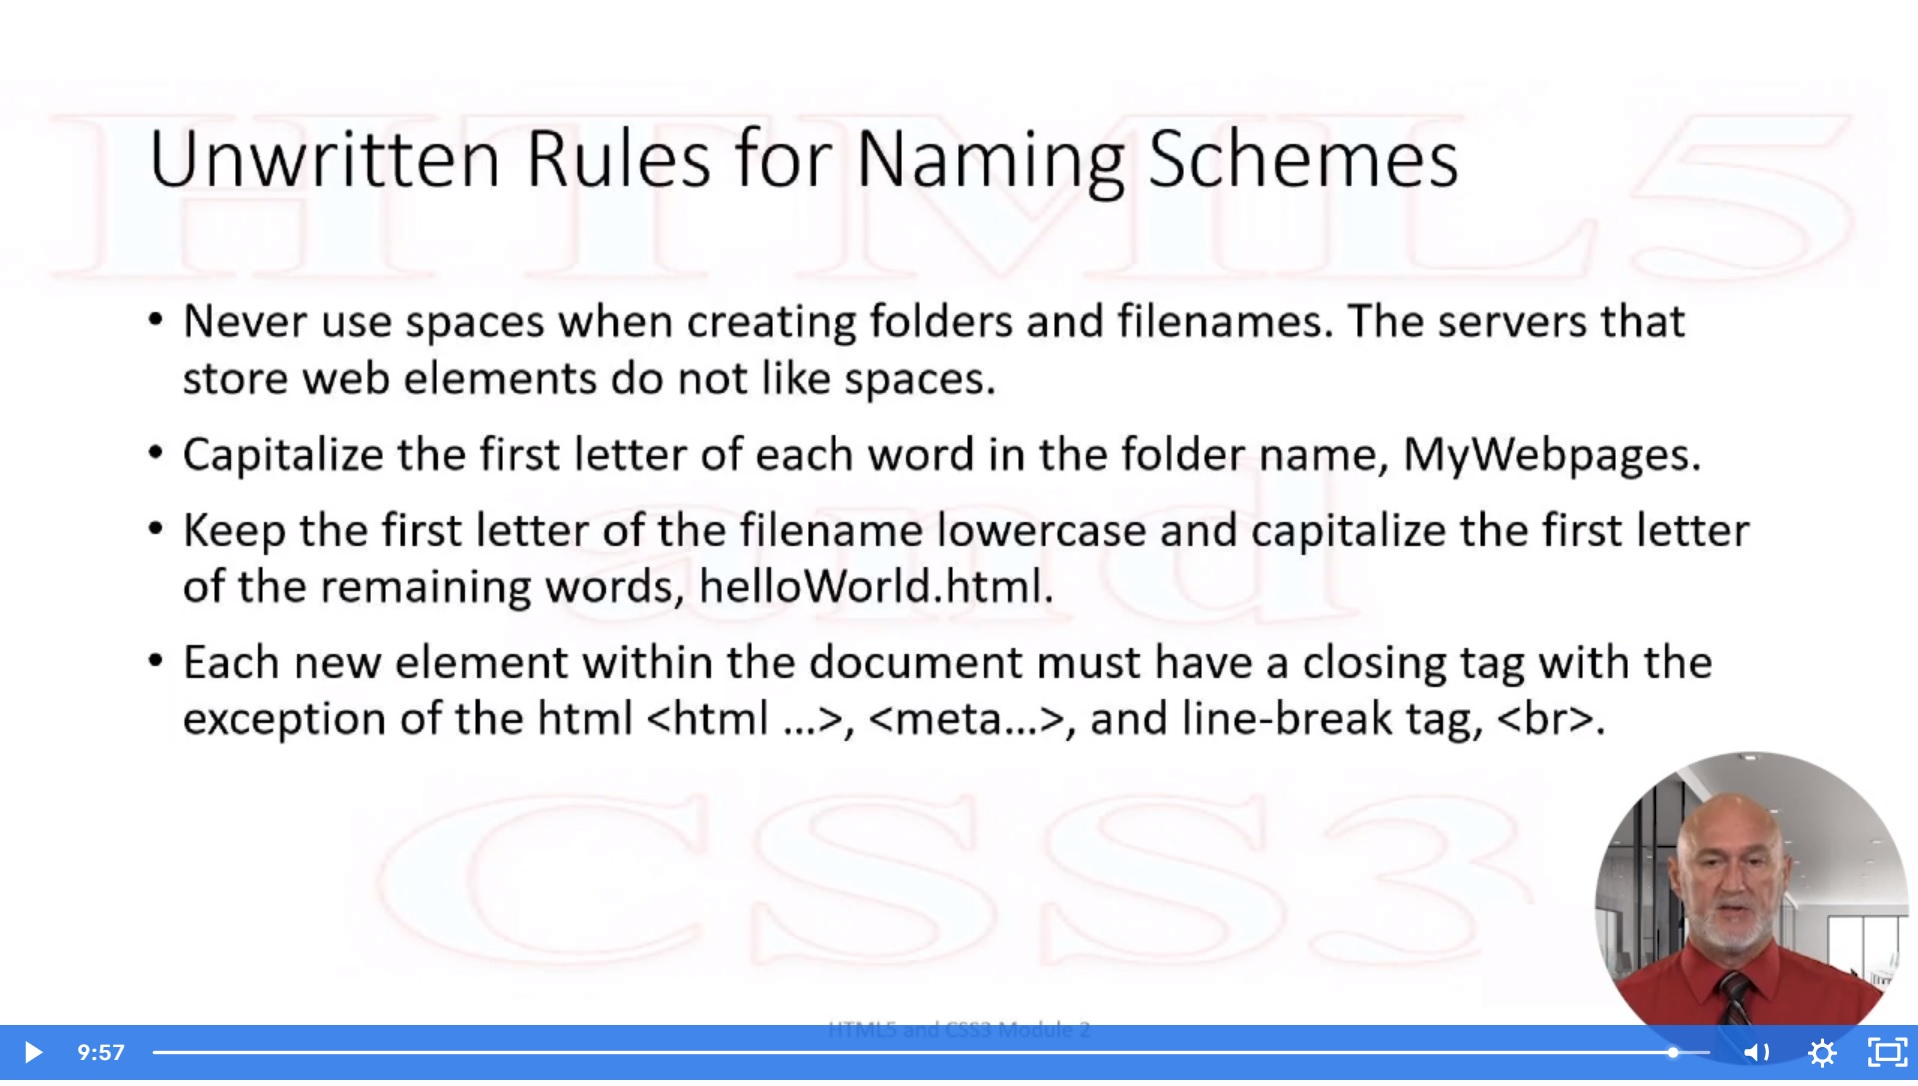 HTML5
Unwritten Rules for Naming Schemes
• Never use spaces when creating folders and filenames. The servers that
store web elements do not like spaces.
• Capitalize the first letter of each word in the folder name, MyWebpages.
• Keep the first letter of the filename lowercase and capitalize the first letter
of the remaining words, helloWorld.html.
• Each new element within the document must have a closing tag with the
exception of the html <html ...>, <meta...>, and line-break tag, <br>.
and
CSS3
HTML5 and CSS3 Module 2
9:57